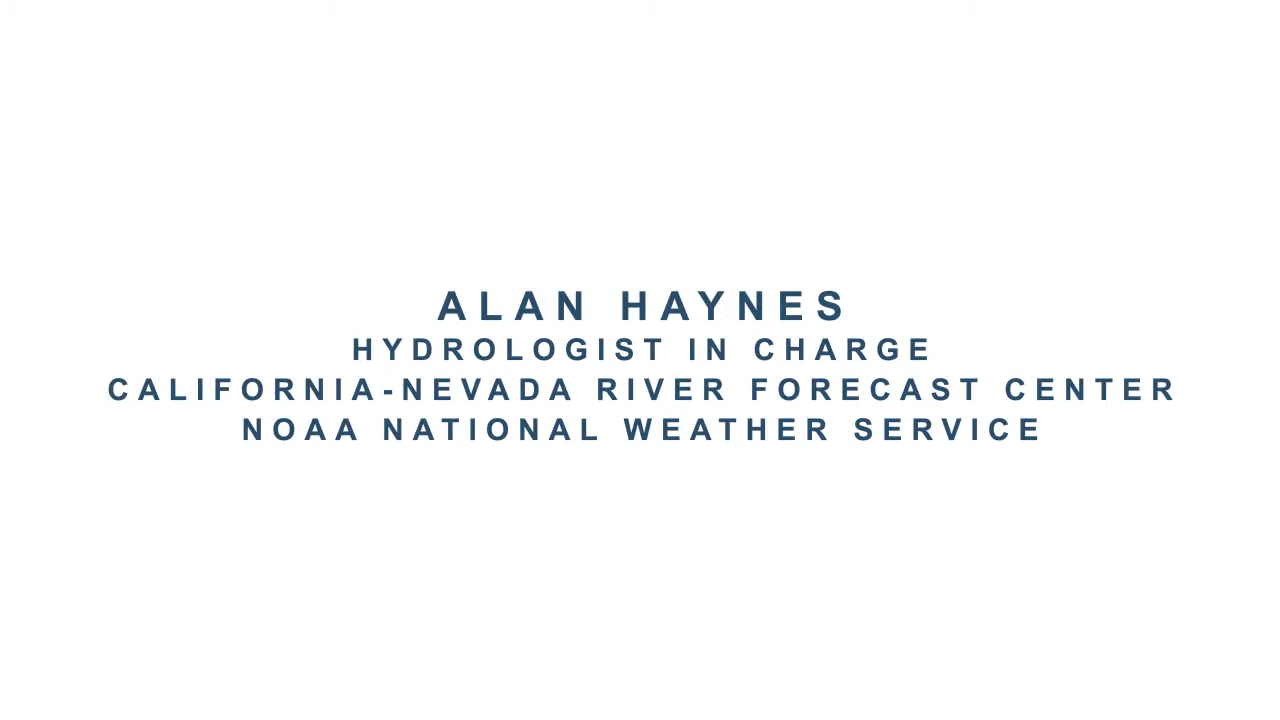 ALAN HAYNES
HYDROLOGIST IN CHARGE
CALIFORNIA-NEVADA RIVER FORECAST CENTER
NOAA NATIONAL WEATHER SERVICE